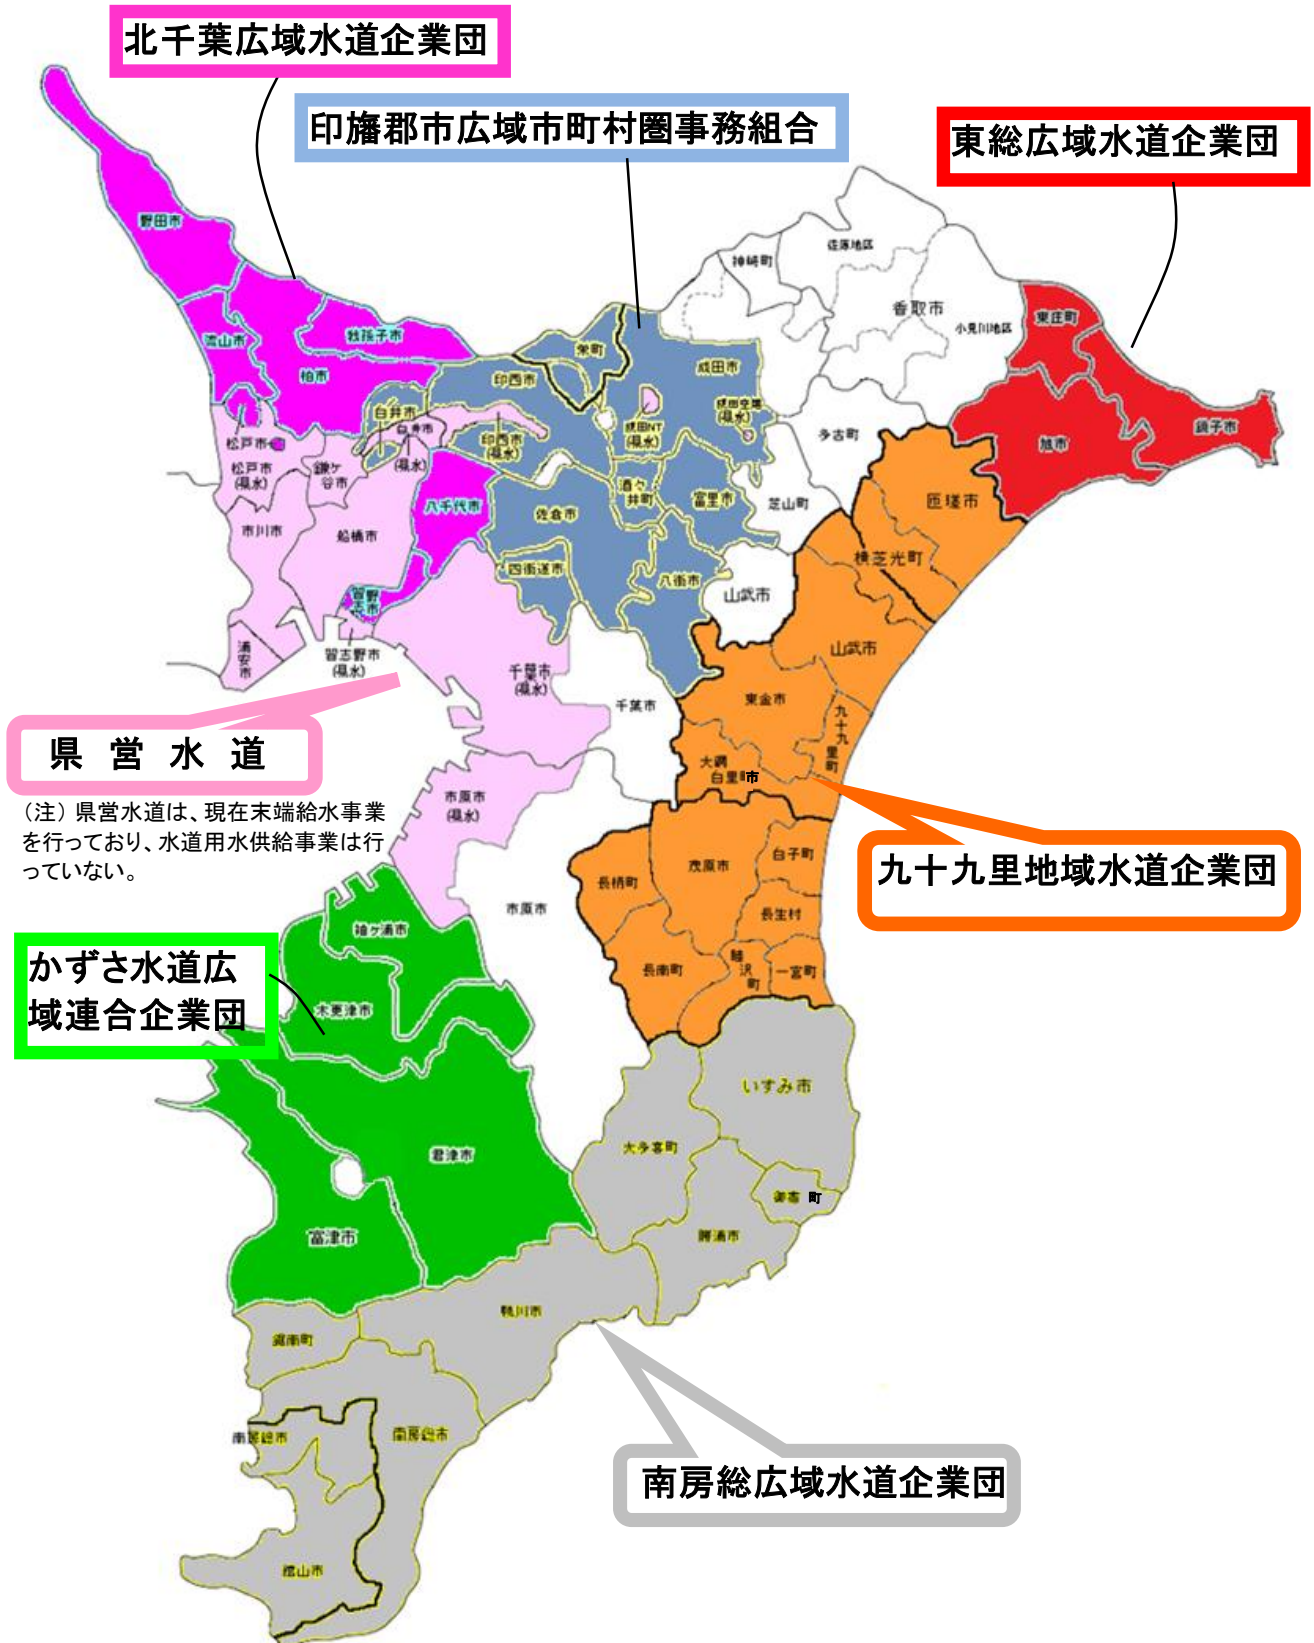 北千葉広域水道企業団
印旛郡市広域市町村圏事務組合
東総広域水道企業団
野田市
流山市
柏市
我孫子市
松戸市
松戸市
(県水)
鎌ケ
谷市
市川市
船橋市
浦
安
市
習
志
野
市
習志野市
(県水)
八千代市
白井市
白井市
(県水)
印西市
印西市
(県水)
栄町
成田市
成田NT
(県水)
成田空港
(県水)
酒々
井町
富里市
佐倉市
四街道市
八街市
神崎町
佐原地区
香取市
小見川地区
多古町
芝山町
山武市
東庄町
旭市
銚子市
匝瑳市
横芝光町
山武市
東金市
九
十
九
里
町
大網
白里町市
千葉市
(県水)
千葉市
県営水道
(注)県営水道は、現在末端給水事業
を行っており、水道用水供給事業は行
っていない。
市原市
(県水)
市原市
九十九里地域水道企業団
茂原市
白子町
長柄町
長生村
長南町
睦
沢
町
一宮町
かずさ水道広
域連合企業団
袖ケ浦市
木更津市
君津市
富津市
いすみ市
大多喜町
御宿 町
勝浦市
鴨川市
鋸南町
南房総市
南房総市
館山市
南房総広域水道企業団